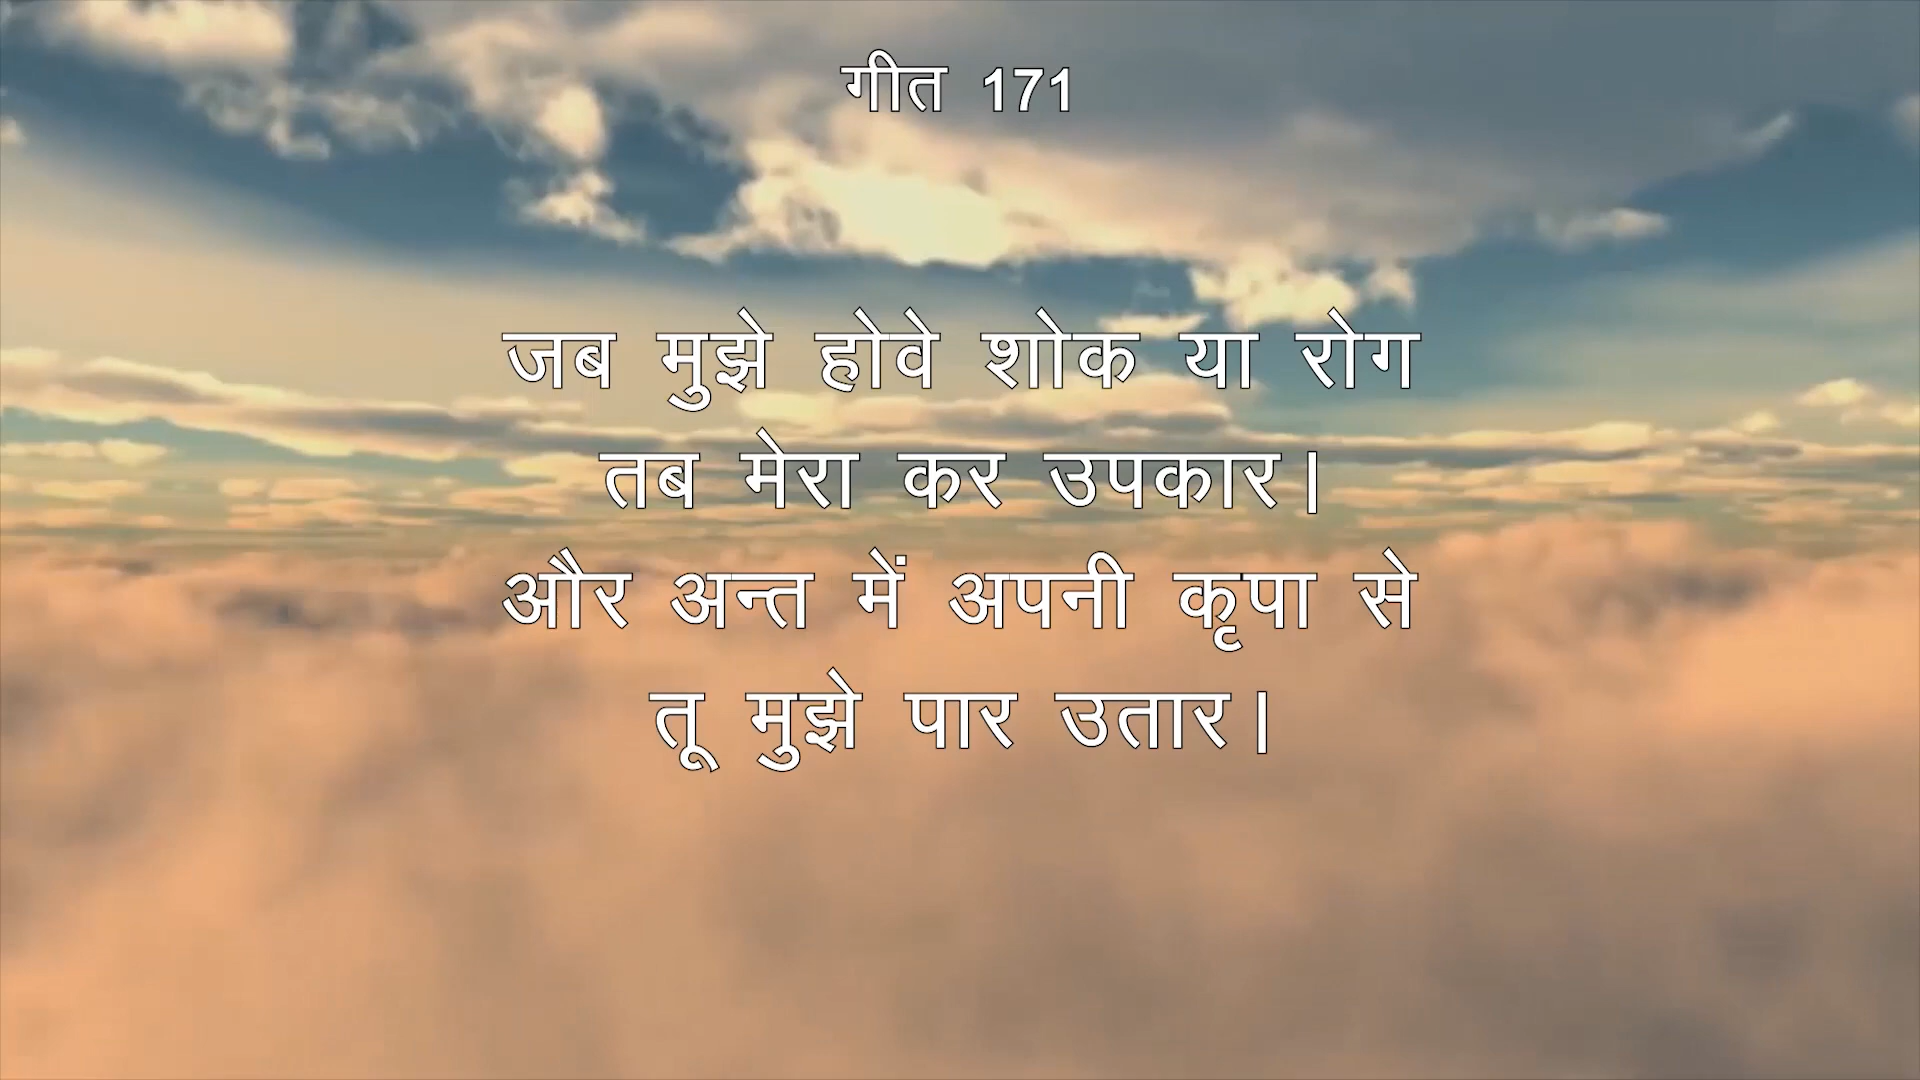 गीत 171
जब मुझे होवे शोक या रोग
तब मेरा कर उपकार।
और अन्त में अपनी कृपा से
तू मुझे पार उतार।